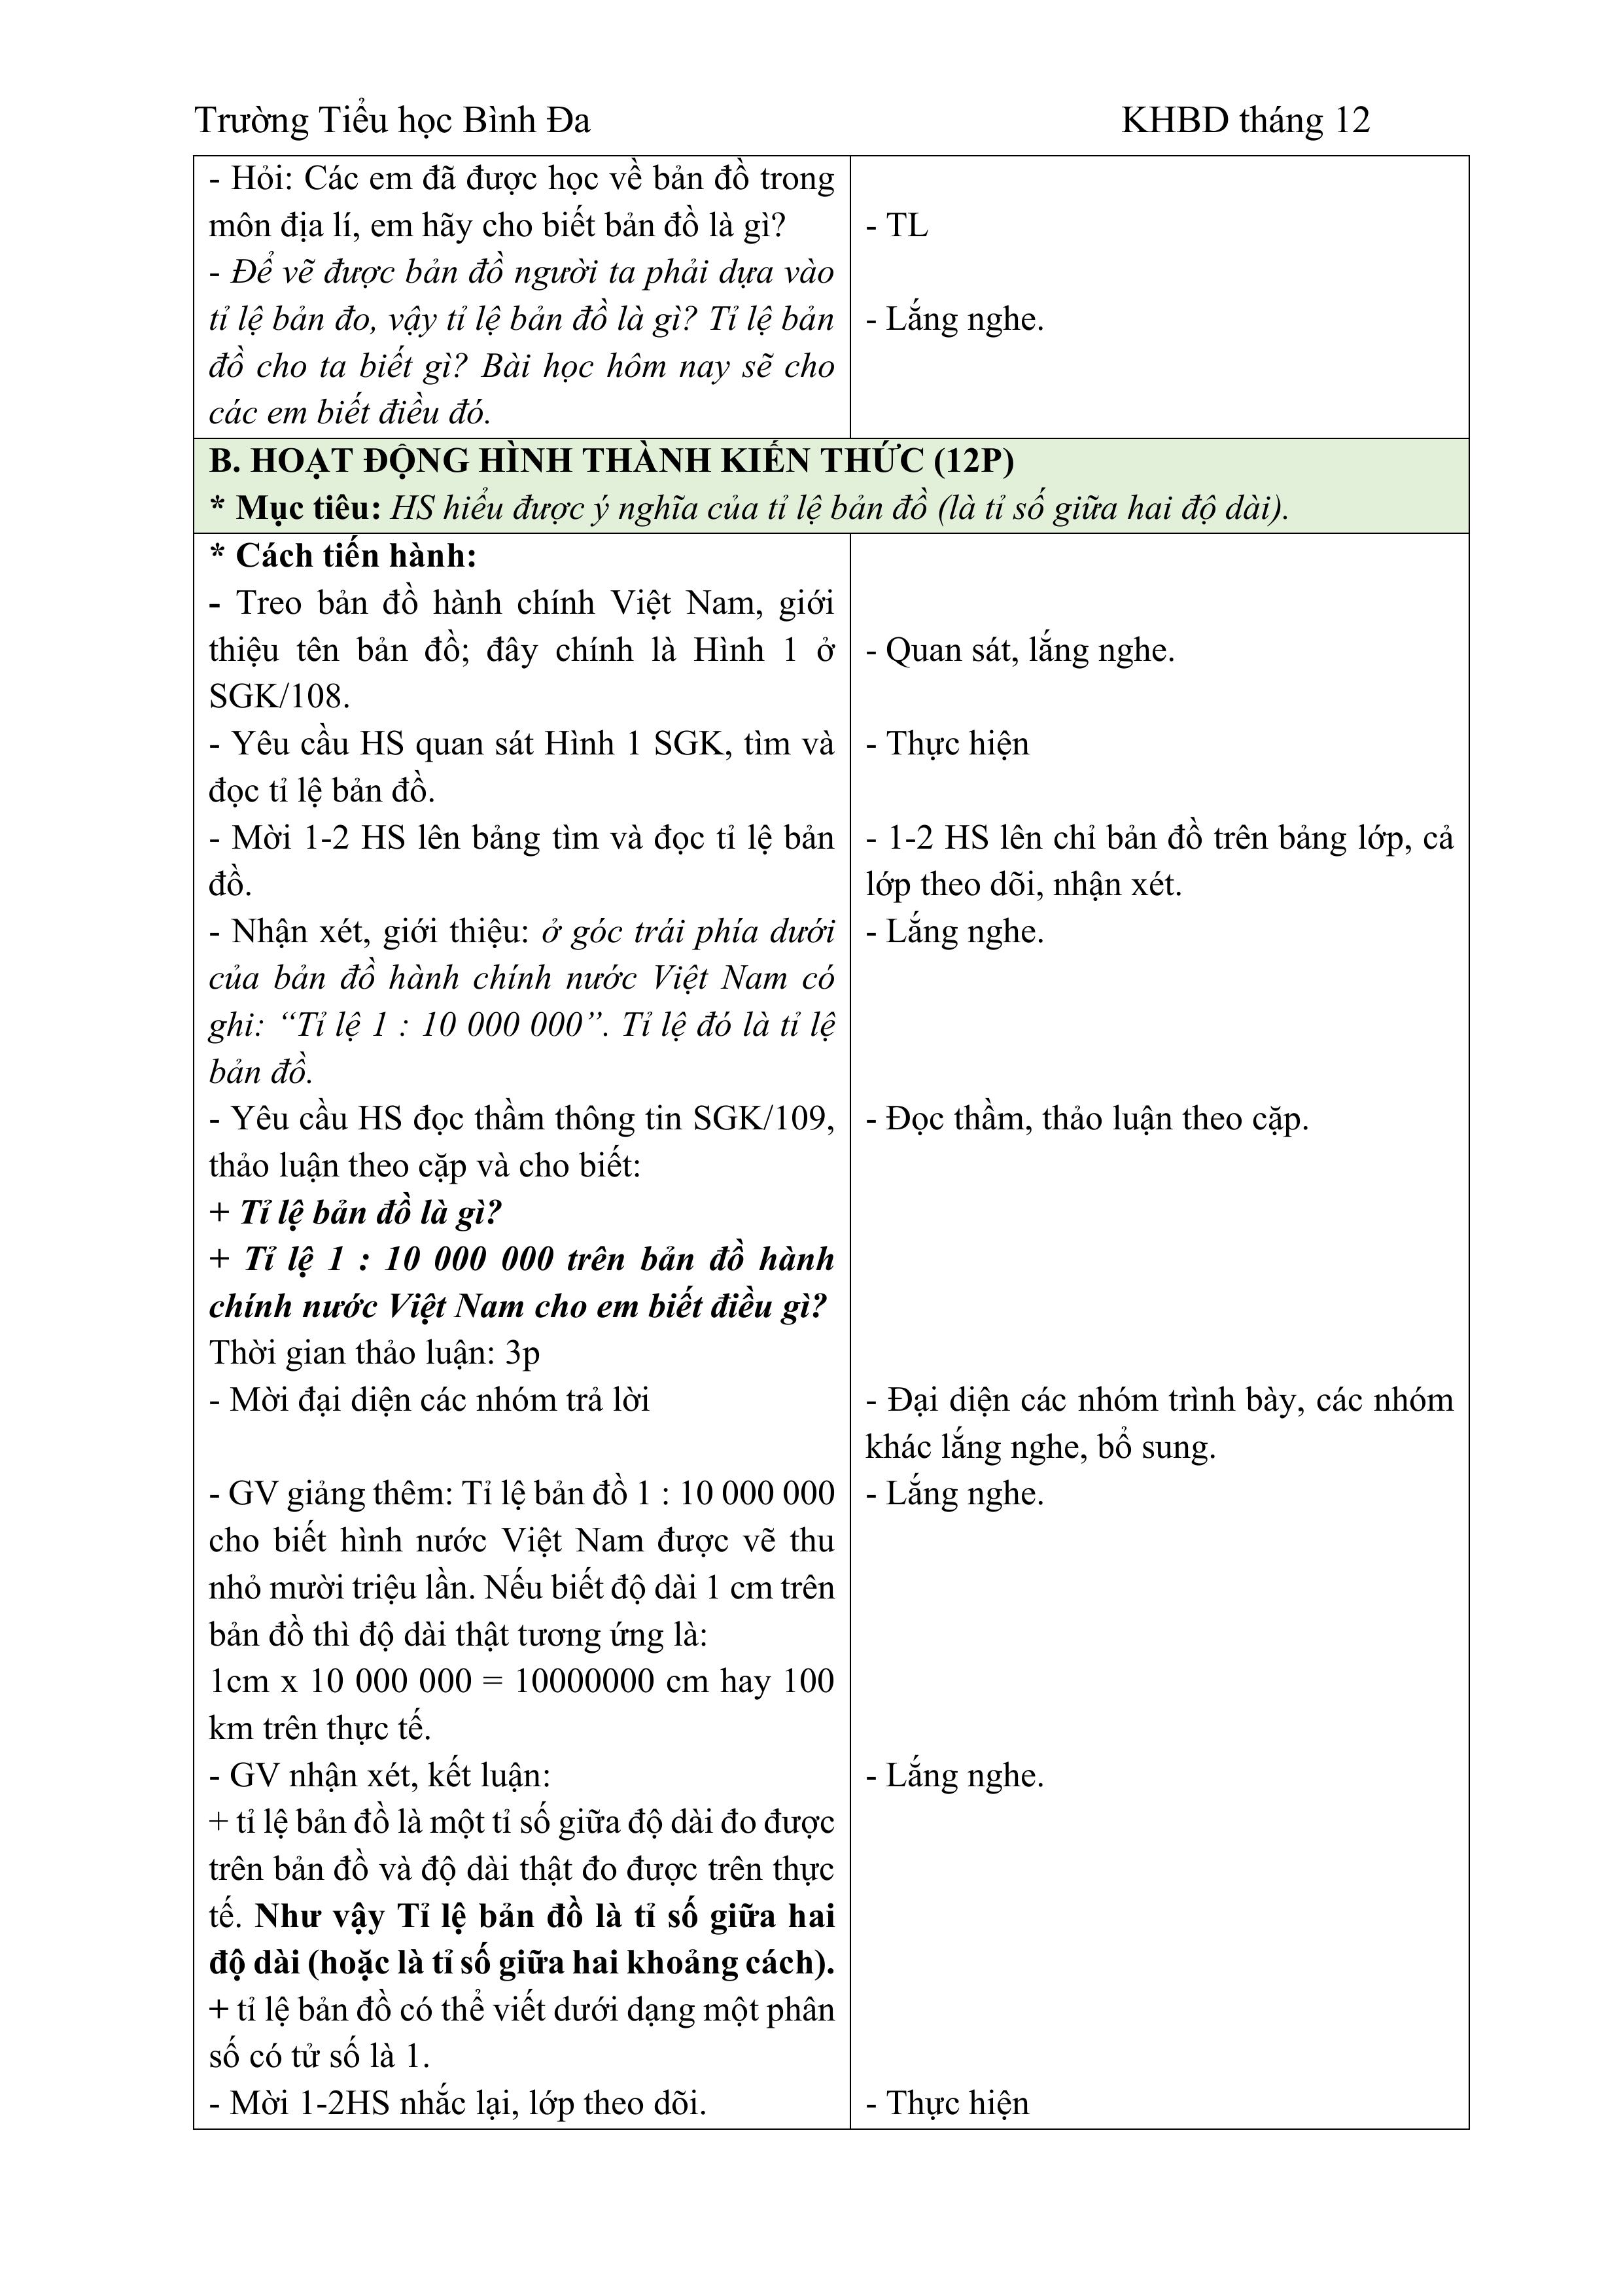 Trường Tiểu học Bình Đa KHBD tháng 12
- Hỏi: Các em đã được học về bản đồ trong
môn địa lí, em hãy cho biết bản đồ là gì?
- Để vẽ được bản đồ người ta phải dựa vào
tỉ lệ bản đo, vậy tỉ lệ bản đồ là gì? Tỉ lệ bản
đồ cho ta biết gì? Bài học hôm nay sẽ cho
các em biết điều đó.
- TL
- Lắng nghe.
B. HOẠT ĐỘNG HÌNH THÀNH KIẾN THỨC (12P)
* Mục tiêu: HS hiểu được ý nghĩa của tỉ lệ bản đồ (là tỉ số giữa hai độ dài).
* Cách tiến hành:
- Treo bản đồ hành chính Việt Nam, giới
thiệu tên bản đồ; đây chính là Hình 1 ở
SGK/108.
- Yêu cầu HS quan sát Hình 1 SGK, tìm và
đọc tỉ lệ bản đồ.
- Mời 1-2 HS lên bảng tìm và đọc tỉ lệ bản
đồ.
- Nhận xét, giới thiệu: ở góc trái phía dưới
của bản đồ hành chính nước Việt Nam có
ghi: “Tỉ lệ 1 : 10 000 000”. Tỉ lệ đó là tỉ lệ
bản đồ.
- Yêu cầu HS đọc thầm thông tin SGK/109,
thảo luận theo cặp và cho biết:
+ Tỉ lệ bản đồ là gì?
+ Tỉ lệ 1 : 10 000 000 trên bản đồ hành
chính nước Việt Nam cho em biết điều gì?
Thời gian thảo luận: 3p
- Mời đại diện các nhóm trả lời
- GV giảng thêm: Tỉ lệ bản đồ 1 : 10 000 000
cho biết hình nước Việt Nam được vẽ thu
nhỏ mười triệu lần. Nếu biết độ dài 1 cm trên
bản đồ thì độ dài thật tương ứng là:
1cm x 10 000 000 = 10000000 cm hay 100
km trên thực tế.
- GV nhận xét, kết luận:
+ tỉ lệ bản đồ là một tỉ số giữa độ dài đo được
trên bản đồ và độ dài thật đo được trên thực
tế. Như vậy Tỉ lệ bản đồ là tỉ số giữa hai
độ dài (hoặc là tỉ số giữa hai khoảng cách).
+ tỉ lệ bản đồ có thể viết dưới dạng một phân
số có tử số là 1.
- Mời 1-2HS nhắc lại, lớp theo dõi.
- Quan sát, lắng nghe.
- Thực hiện
- 1-2 HS lên chỉ bản đồ trên bảng lớp, cả
lớp theo dõi, nhận xét.
- Lắng nghe.
- Đọc thầm, thảo luận theo cặp.
- Đại diện các nhóm trình bày, các nhóm
khác lắng nghe, bổ sung.
- Lắng nghe.
- Lắng nghe.
- Thực hiện